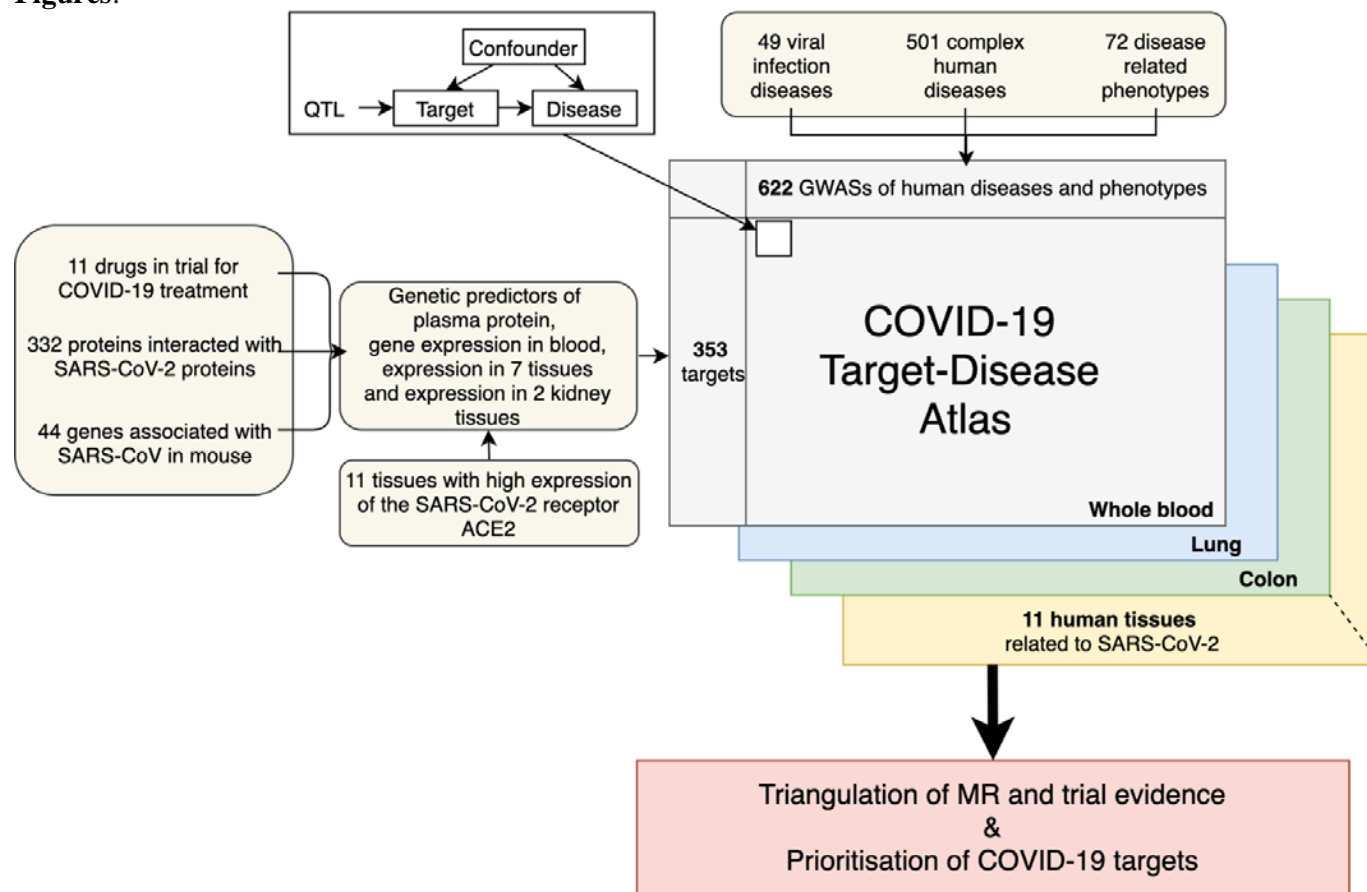 Figures.
Confounder
QTL
Target
Disease
49 viral
infection
diseases
501 complex
human
diseases
72 disease
related
phenotypes
622 GWASs of human diseases and phenotypes
11 drugs in trial for
COVID-19 treatment
332 proteins interacted with
SARS-CoV-2 proteins
44 genes associated with
SARS-CoV in mouse
Genetic predictors of
plasma protein,
gene expression in blood,
expression in 7 tissues
and expression in 2 kidney
tissues
11 tissues with high expression
of the SARS-CoV-2 receptor
ACE2
353
targets
COVID-19
Target-Disease
Atlas
Whole blood
Lung
Colon
11 human tissues
related to SARS-CoV-2
Triangulation of MR and trial evidence
&
Prioritisation of COVID-19 targets